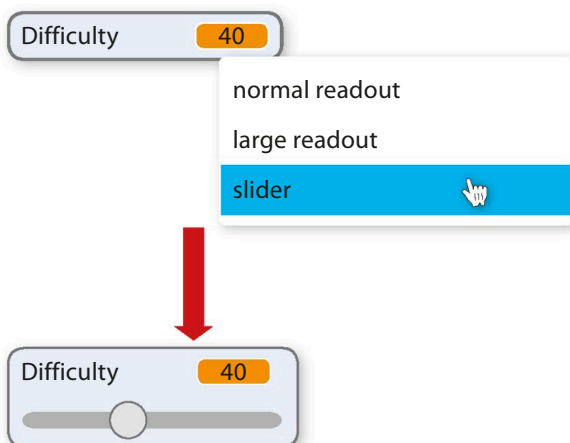 Difficulty 40
normal readout
large readout
slider
Difficulty 40